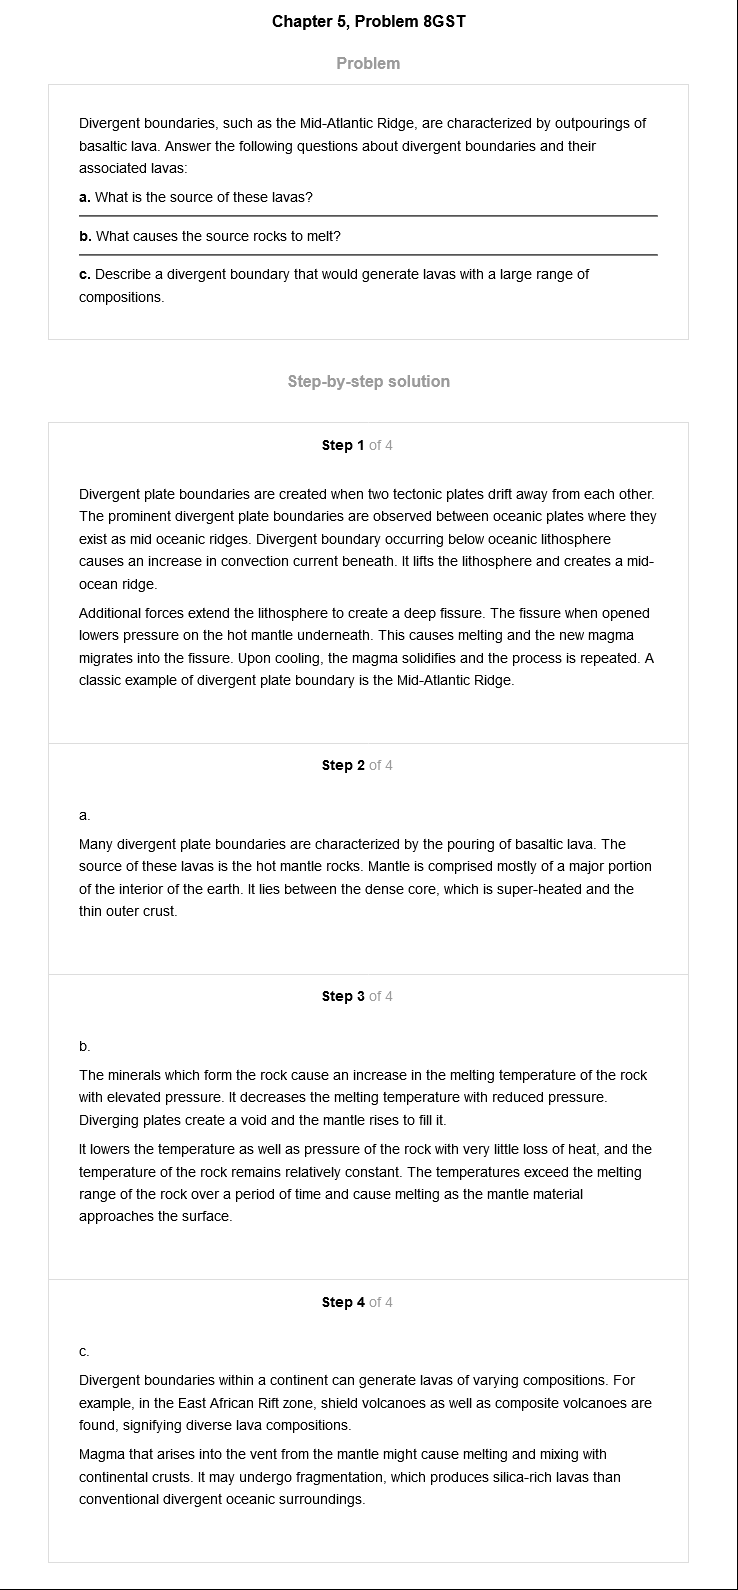 Chapter 5, Problem 8GST
Problem
Divergent boundaries, such as the Mid-Atlantic Ridge, are characterized by outpourings of
basaltic lava. Answer the following questions about divergent boundaries and their
associated lavas:
a. What is the source of these lavas?
b. What causes the source rocks to melt?
c. Describe a divergent boundary that would generate lavas with a large range of
compositions.
Step-by-step solution
Step 1 of 4
Divergent plate boundaries are created when two tectonic plates drift away from each other.
The prominent divergent plate boundaries are observed between oceanic plates where they
exist as mid oceanic ridges. Divergent boundary occurring below oceanic lithosphere
causes an increase in convection current beneath. It lifts the lithosphere and creates a mid-
ocean ridge.
Additional forces extend the lithosphere to create a deep fissure. The fissure when opened
lowers pressure on the hot mantle underneath. This causes melting and the new magma
migrates into the fissure. Upon cooling, the magma solidifies and the process is repeated. A
classic example of divergent plate boundary is the Mid-Atlantic Ridge.
Step 2 of 4
a.
Many divergent plate boundaries are characterized by the pouring of basaltic lava. The
source of these lavas is the hot mantle rocks. Mantle is comprised mostly of a major portion
of the interior of the earth. It lies between the dense core, which is super-heated and the
thin outer crust.
Step 3 of 4
b.
The minerals which form the rock cause an increase in the melting temperature of the rock
with elevated pressure. It decreases the melting temperature with reduced pressure.
Diverging plates create a void and the mantle rises to fill it.
It lowers the temperature as well as pressure of the rock with very little loss of heat, and the
temperature of the rock remains relatively constant. The temperatures exceed the melting
range of the rock over a period of time and cause melting as the mantle material
approaches the surface.
Step 4 of 4
c.
Divergent boundaries within a continent can generate lavas of varying compositions. For
example, in the East African Rift zone, shield volcanoes as well as composite volcanoes are
found, signifying diverse lava compositions.
Magma that arises into the vent from the mantle might cause melting and mixing with
continental crusts. It may undergo fragmentation, which produces silica-rich lavas than
conventional divergent oceanic surroundings.